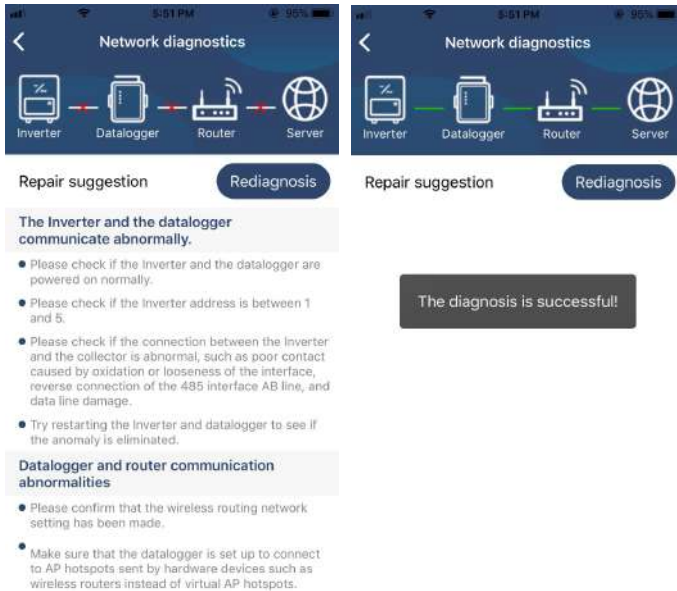 5:51 PM
95%
Network diagnostics
Inverter Datalogger Router Server
Repair suggestion
Rediagnosis
The Inverter and the datalogger
communicate abnormally.
Please check if the Inverter and the datalogger are
powered on normally.
Please check if the Inverter address is between 1
and 5.
Please check if the connection between the Inverter
and the collector is abnormal, such as poor contact
caused by oxidation or looseness of the interface,
reverse connection of the 485 interface AB line, and
data line damage.
Try restarting the Inverter and datalogger to see if
the anomaly is eliminated.
Datalogger and router communication
abnormalities
Please confirm that the wireless routing network
setting has been made.
Make sure that the datalogger is set up to connect
to AP hotspots sent by hardware devices such as
wireless routers instead of virtual AP hotspots.
5:51 PM
95%
Network diagnostics
Inverter Datalogger Router Server
Repair suggestion
Rediagnosis
The diagnosis is successful!